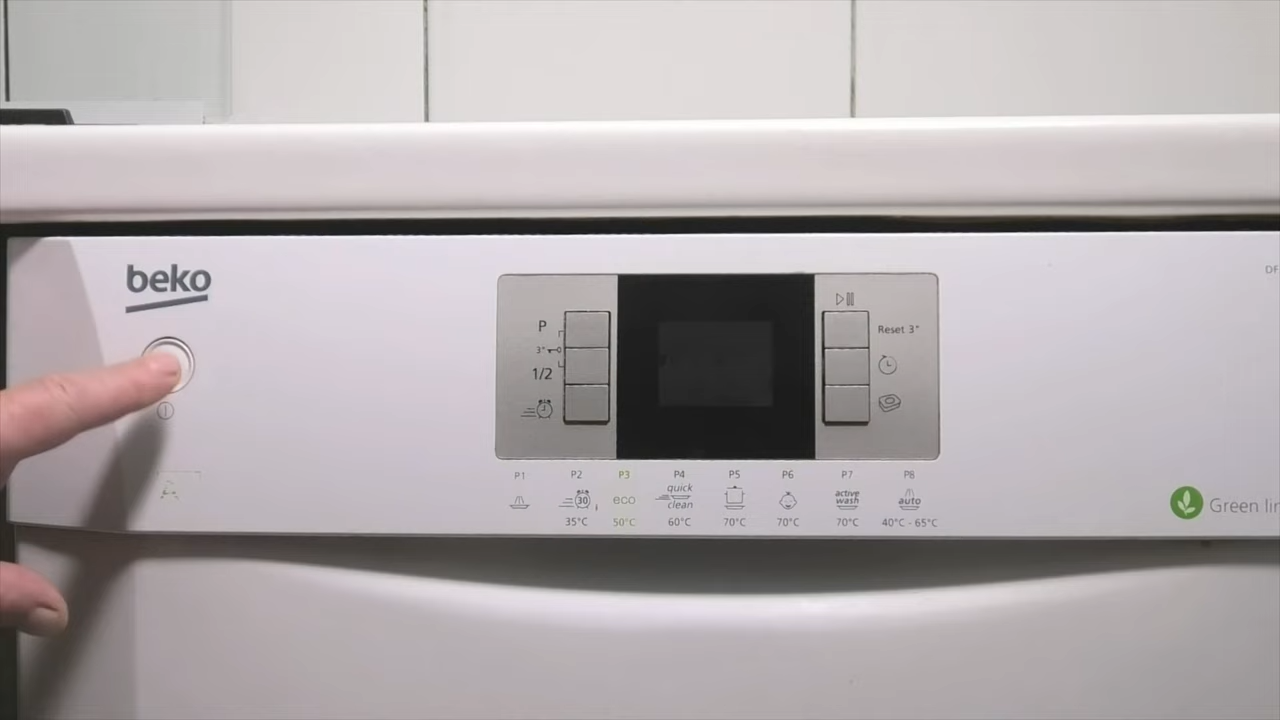 beko
DF
P
Reset 3"
3"
1/2
P1 P2 P3 P4 P5 P6 P7 P8
30 eco quick clean active wash auto
35°C 50°C 60°C 70°C 70°C 70°C 40°C - 65°C
Green lin